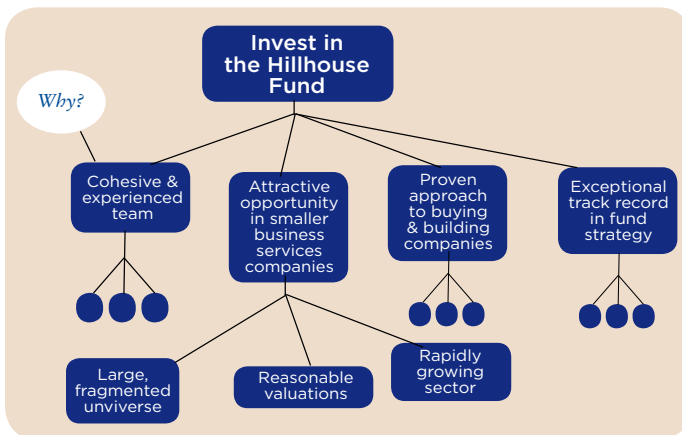 Invest in
the Hillhouse
Fund
Why?
Cohesive &
experienced
team
Attractive
opportunity
in smaller
business
services
companies
Proven
approach
to buying
& building
companies
Exceptional
track record
in fund
strategy
Large,
fragmented
unviverse
Reasonable
valuations
Rapidly
growing
sector